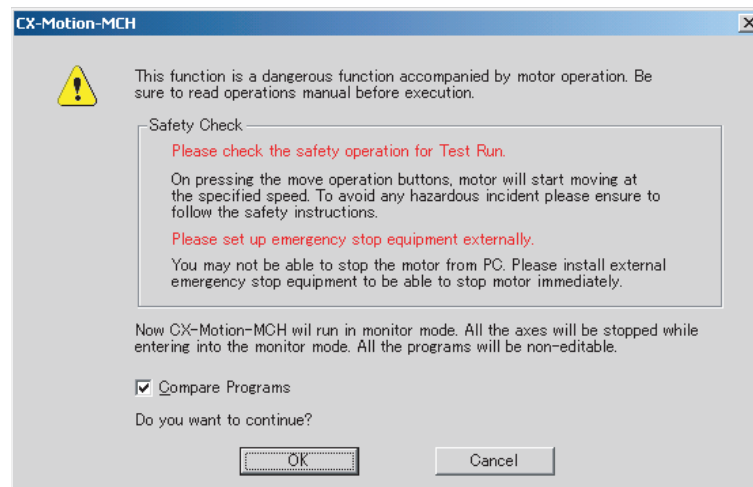 CX-Motion-MCH
This function is a dangerous function accompanied by motor operation. Be
sure to read operations manual before execution.
Safety Check
Please check the safety operation for Test Run.
On pressing the move operation buttons, motor will start moving at
the specified speed. To avoid any hazardous incident please ensure to
follow the safety instructions.
Please set up emergency stop equipment externally.
You may not be able to stop the motor from PC. Please install external
emergency stop equipment to be able to stop motor immediately.
Now CX-Motion-MCH wil run in monitor mode. All the axes will be stopped while
entering into the monitor mode. All the programs will be non-editable.
Compare Programs
Do you want to continue?
OK Cancel